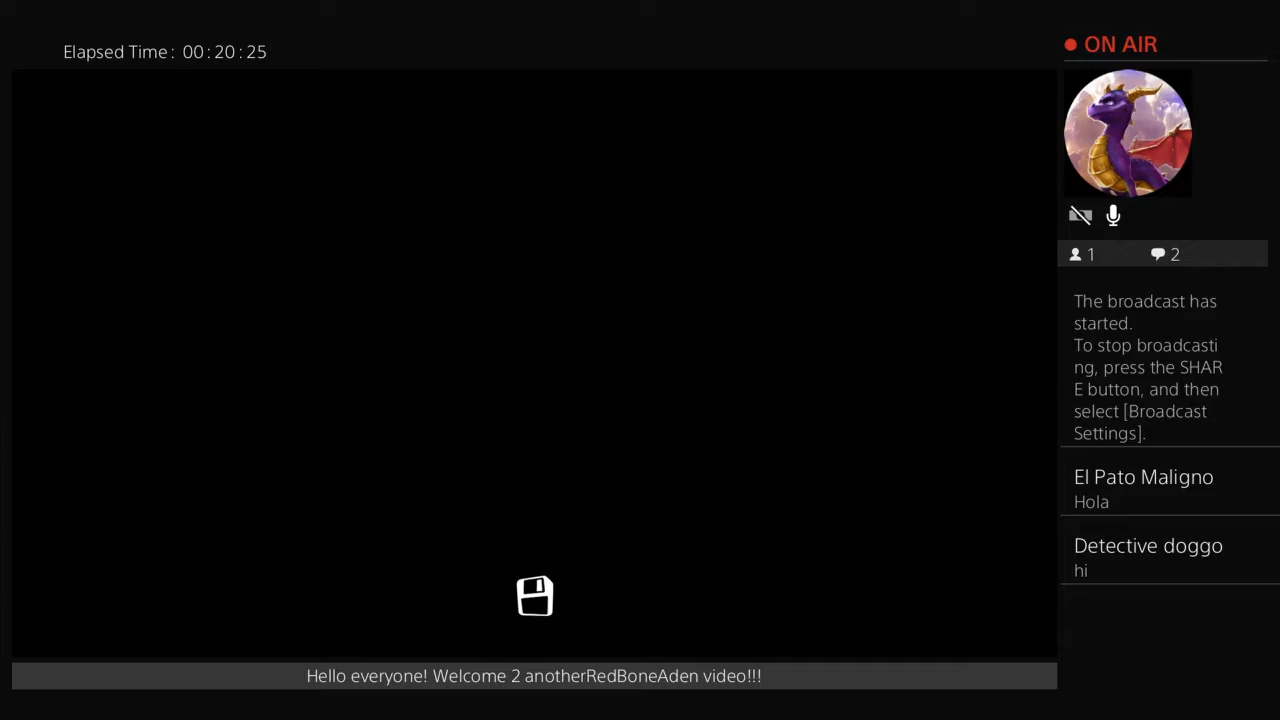 Elapsed Time: 00:20:25
ON AIR
1
2
The broadcast has
started.
To stop broadcasti
ng, press the SHAR
E button, and then
select [Broadcast
Settings].
El Pato Maligno
Hola
Detective doggo
hi
Hello everyone! Welcome 2 anotherRedBoneAden video!!!